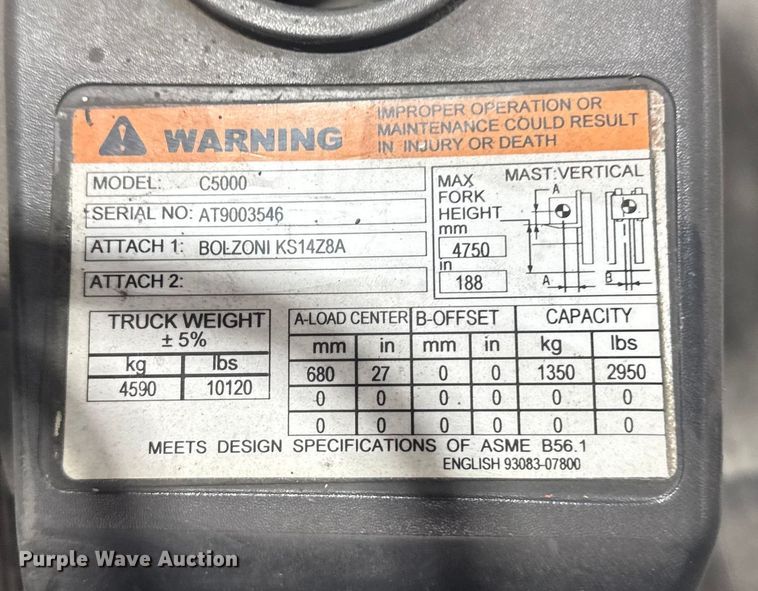 WARNING
IMPROPER OPERATION OR
MAINTENANCE COULD RESULT
IN INJURY OR DEATH
MODEL: C5000
SERIAL NO: AT9003546
ATTACH 1: BOLZONI KS14Z8A
ATTACH 2:
MAX
FORK
HEIGHT
mm
4750
in
188
MAST:VERTICAL
A
A
B
TRUCK WEIGHT
± 5%
kg lbs
4590 10120
A-LOAD CENTER B-OFFSET CAPACITY
mm in mm in kg lbs
680 27 0 0 1350 2950
0 0 0 0 0 0
0 0 0 0 0 0
MEETS DESIGN SPECIFICATIONS OF ASME B56.1
ENGLISH 93083-07800
Purple Wave Auction